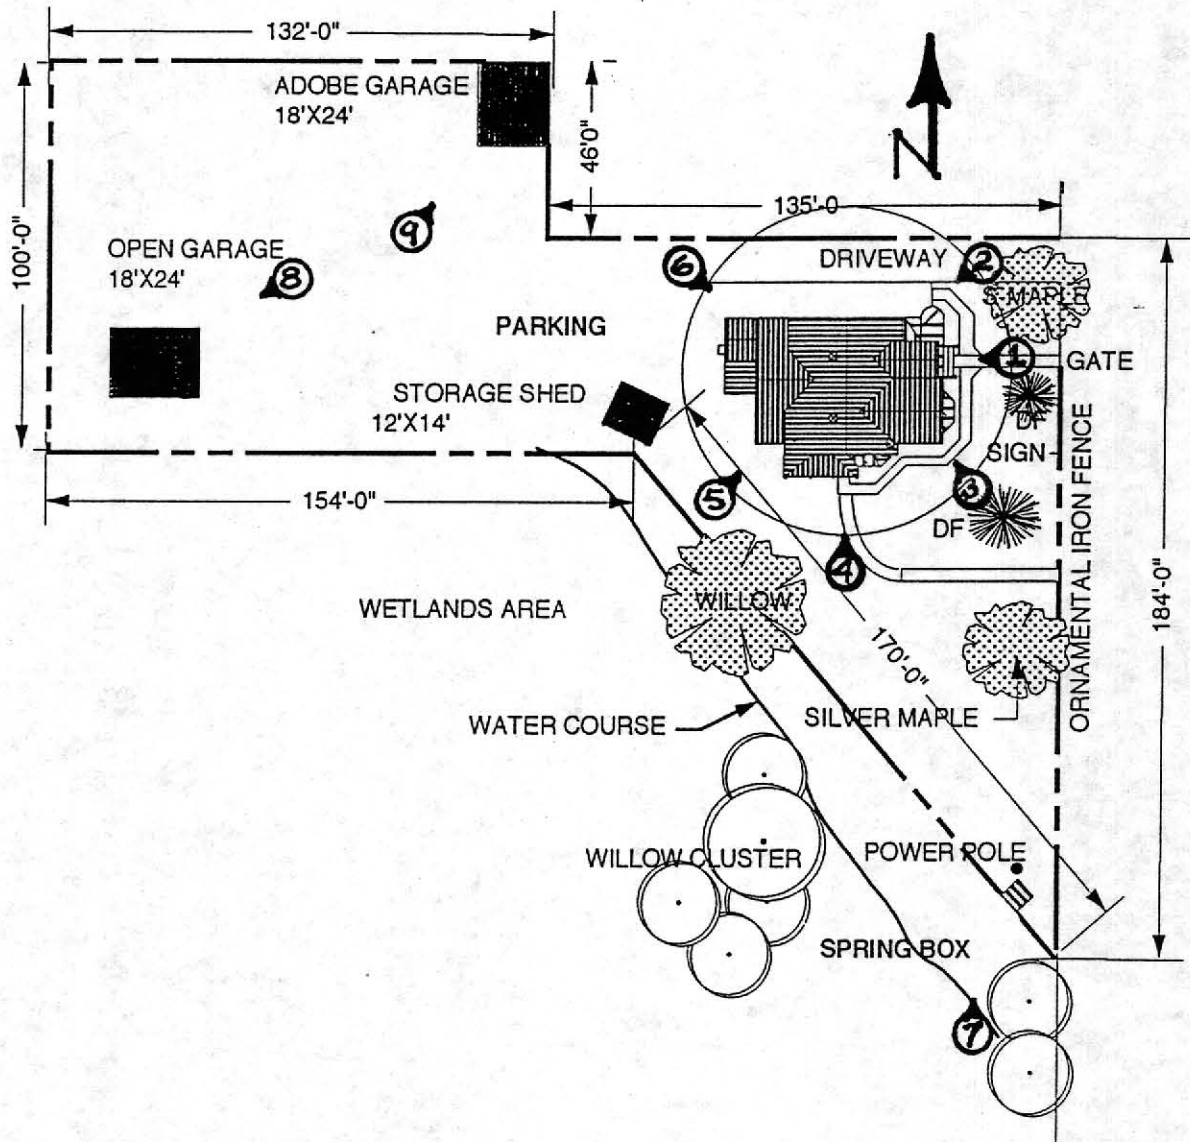 132'-0"
ADOBE GARAGE
18'X24'
46'0"
N
100'-0"
135'-0
9
OPEN GARAGE
18'X24'
8
6
DRIVEWAY
2
S-MAPLE
PARKING
1
GATE
STORAGE SHED
12'X14'
DF
SIGN
ORNAMENTAL IRON FENCE
154'-0"
5
3
DF
4
184'-0"
WETLANDS AREA
WILLOW
170'-0"
WATER COURSE
SILVER MAPLE
WILLOW CLUSTER
POWER POLE
SPRING BOX
7